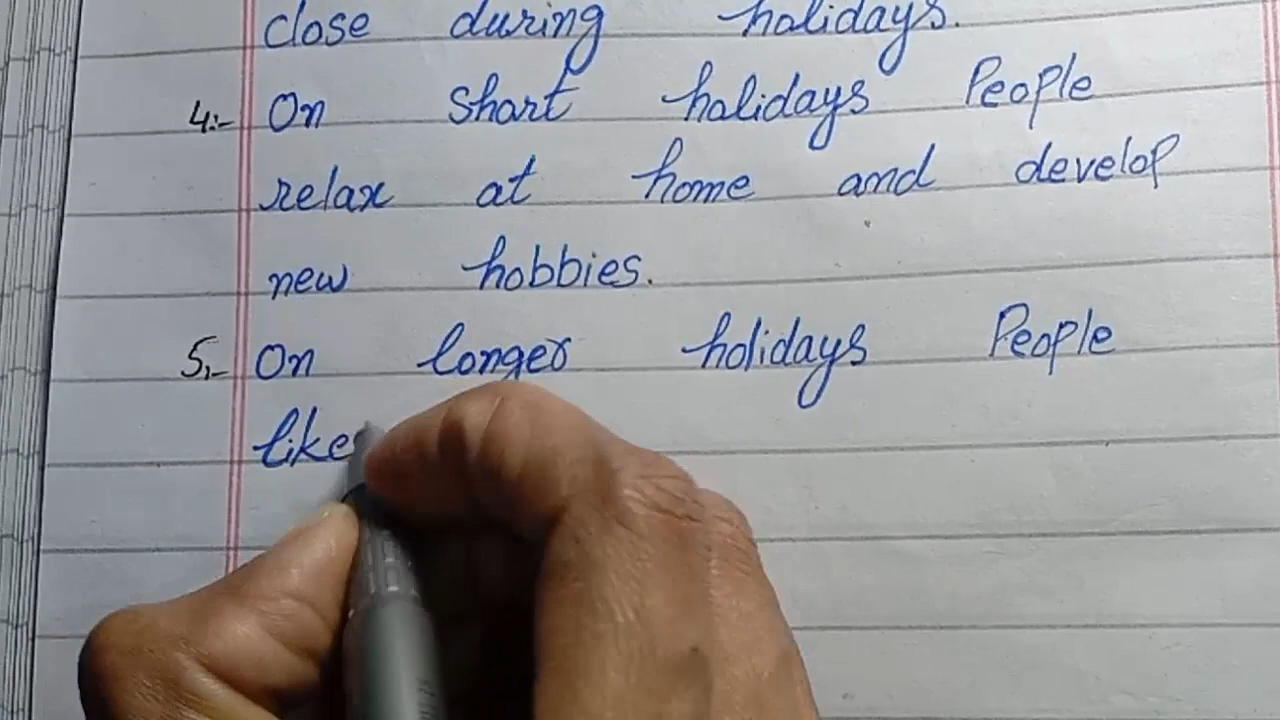 close during holidays.
4:- On short holidays People
relax at home and develop
new hobbies.
5,- On longer holidays People
like